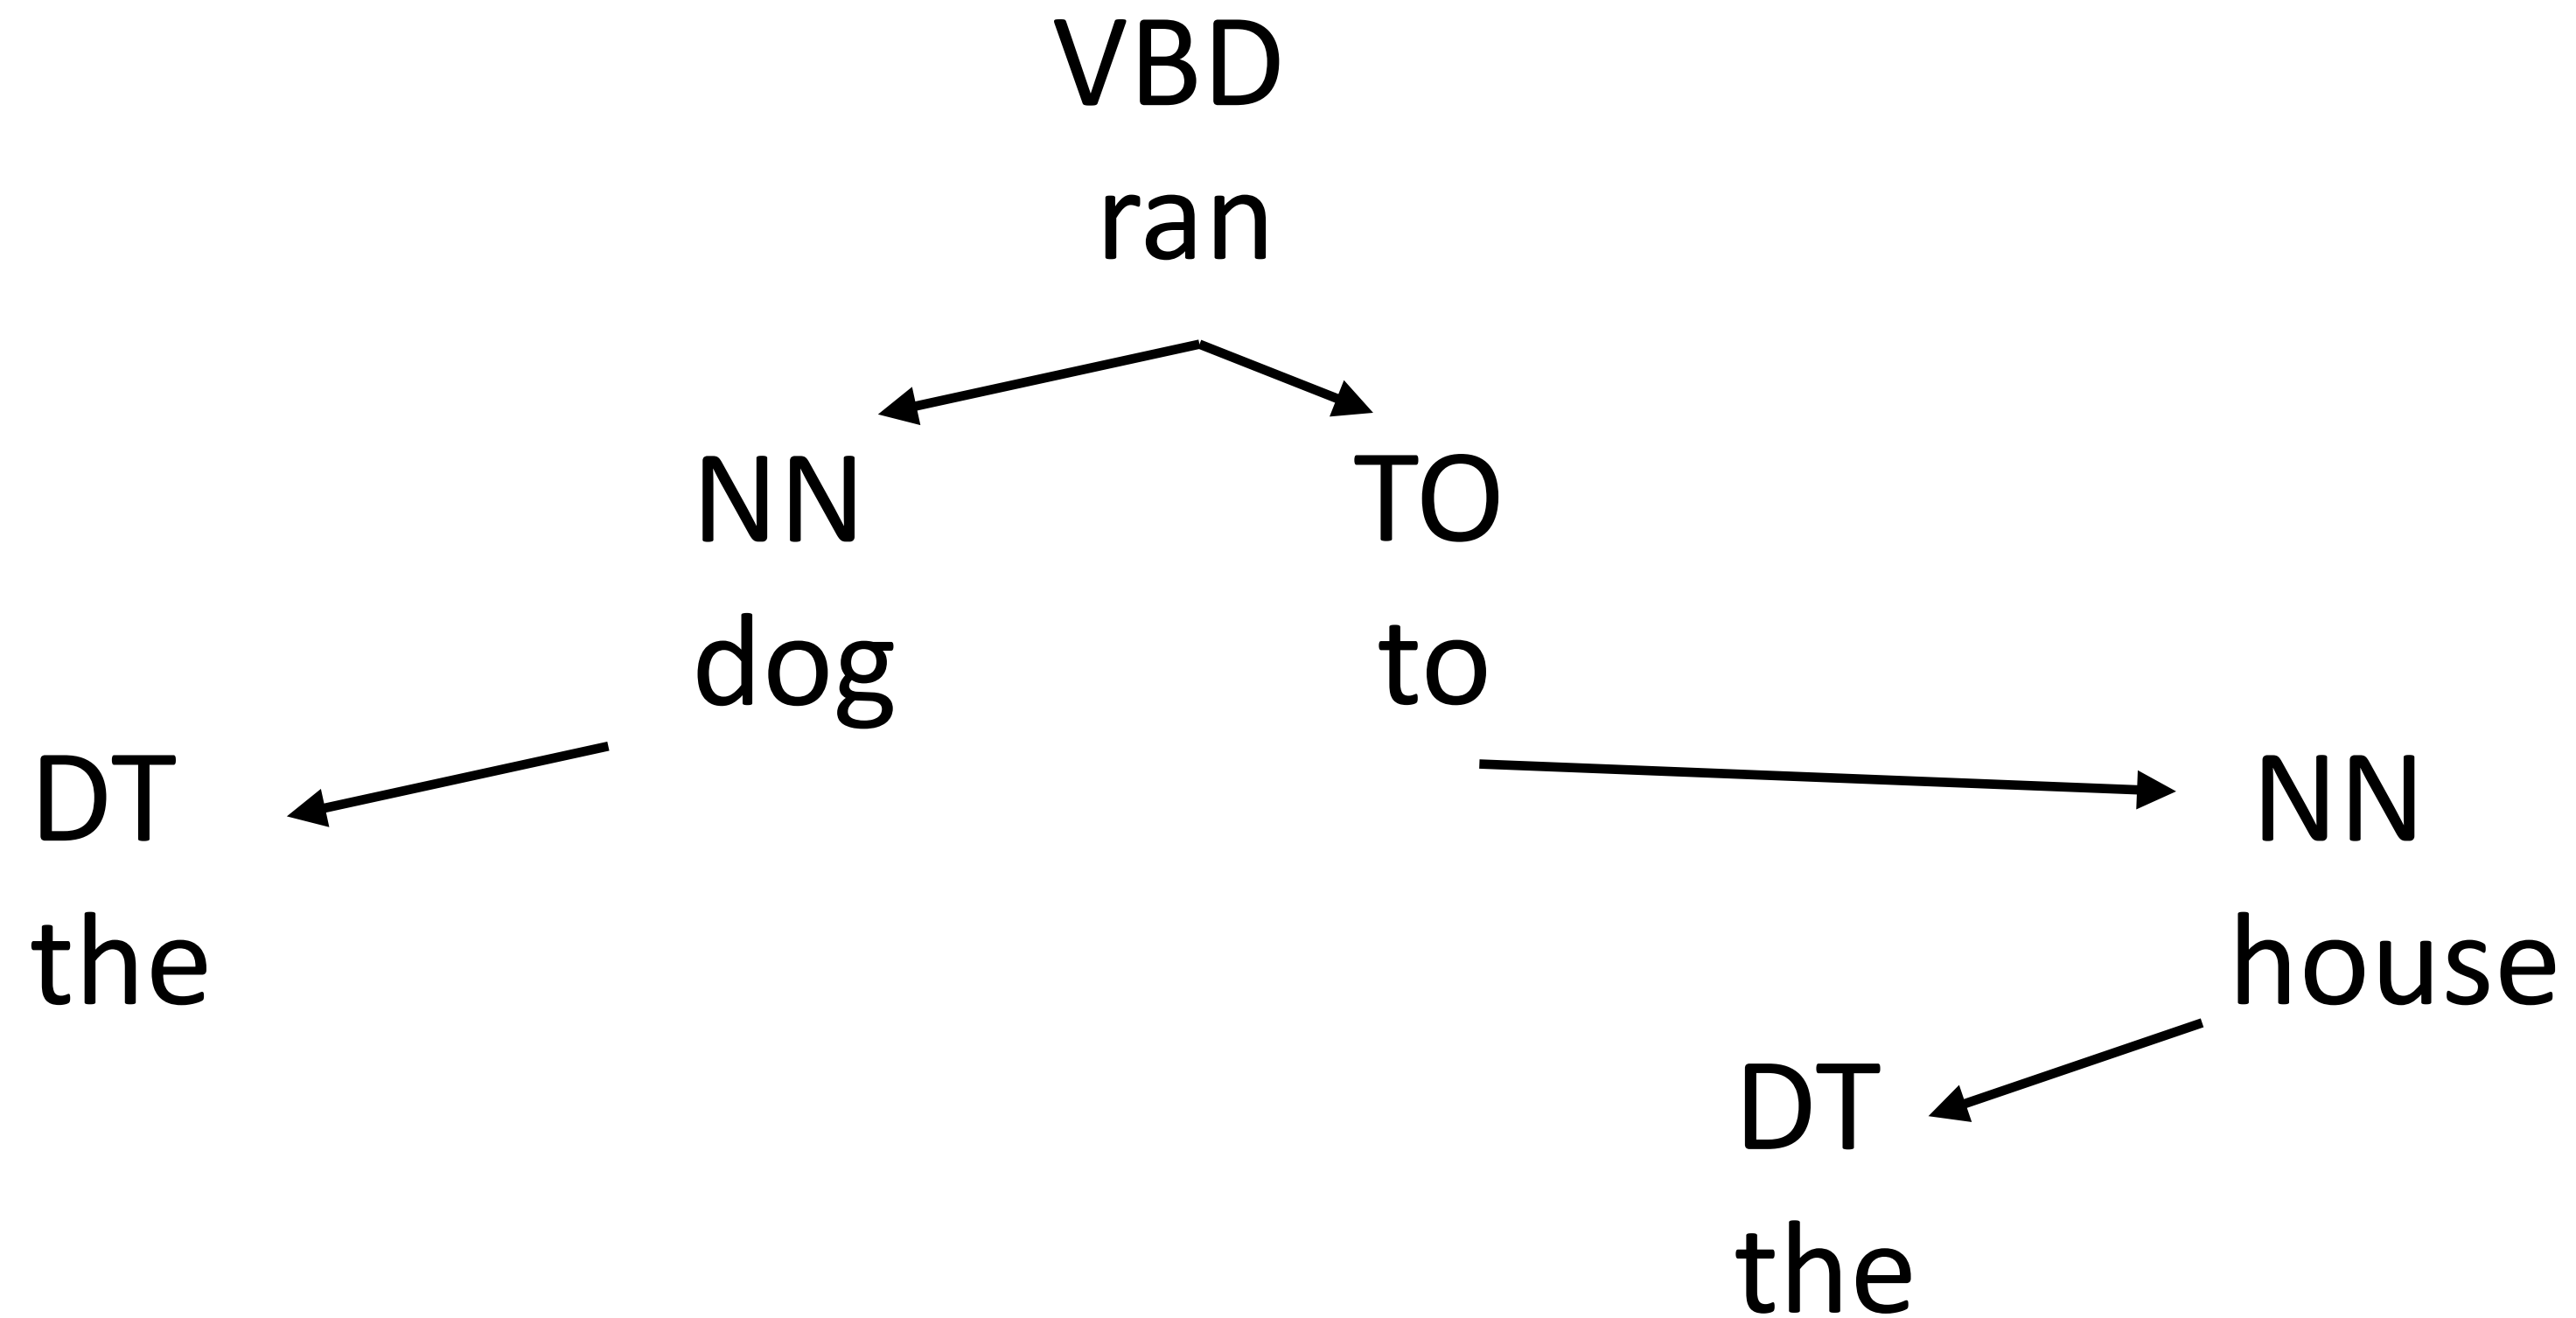 VBD
ran
NN TO
dog to
DT NN
the house
DT
the